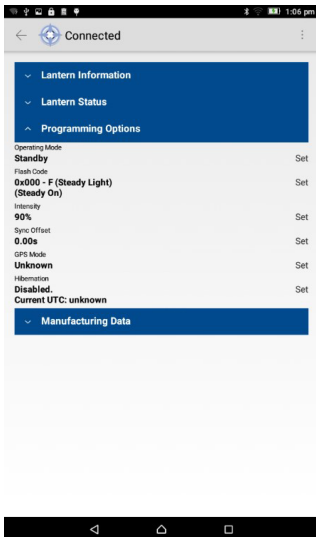 1:06 pm
Connected
Lantern Information
Lantern Status
Programming Options
Operating Mode
Standby
Set
Flash Code
0x000 - F (Steady Light)
(Steady On)
Set
Intensity
90%
Set
Sync Offset
0.00s
Set
GPS Mode
Unknown
Set
Hibernation
Disabled.
Set
Current UTC: unknown
Manufacturing Data